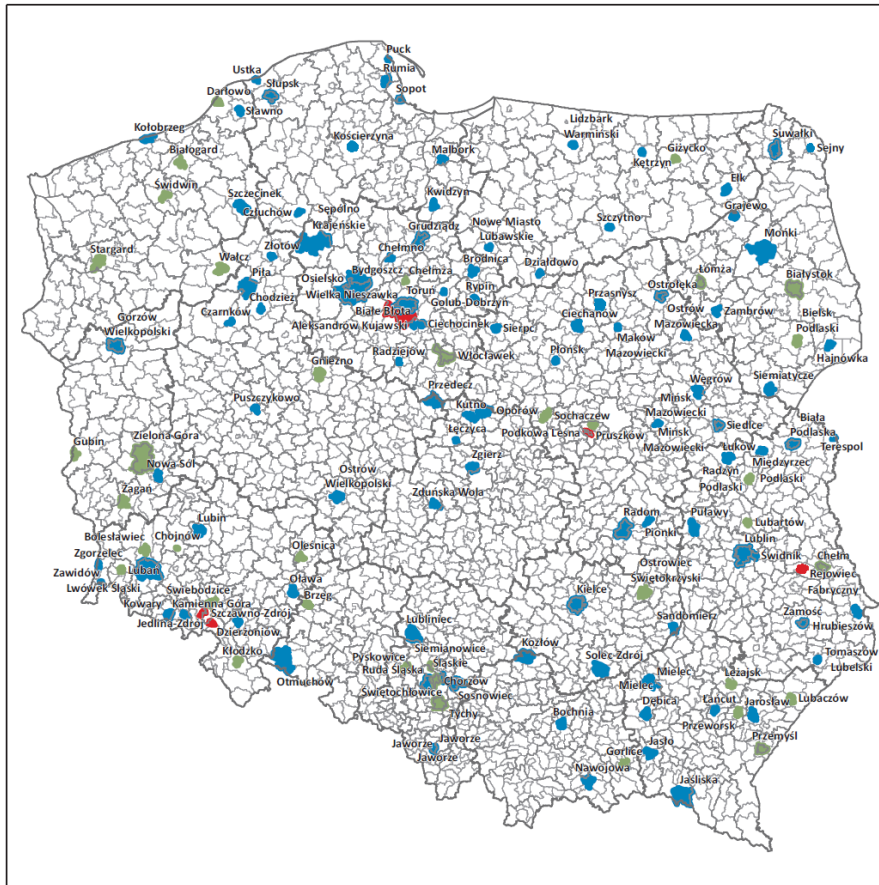 Puck
Ustka
Rumia
Słupsk
Darłowo
Sopot
Sławno
Lidzbark
Warmiński
Kołobrzeg
Kościerzyna
Giżycko
Suwałki
Białogard
Malbork
Kętrzyn
Sejny
Świdwin
Ełk
Szczecinek
Kwidzyn
Człuchów
Sępólno
Krajeńskie
Grajewo
Nowe Miasto
Lubawskie
Szczytno
Grudziądz
Mońki
Stargard
Wałcz
Złotów
Chełmno
Brodnica
Działdowo
Osielsko
Bydgoszcz
Chełmża
Łomża
Białystok
Piła
Wielka Nieszawka
Toruń
Rypin
Chodzież
Golub-Dobrzyń
Przasnysz
Ostrołęka
Gorzów
Wielkopolski
Czarnków
Białe Błota
Ostrów
Mazowiecka
Zambrów
Bielsk
Podlaski
Aleksandrów Kujawski
Ciechocinek
Sierpc
Ciechanów
Maków
Mazowiecki
Radziejów
Włocławek
Płońsk
Hajnówka
Gniezno
Siemiatycze
Puszczykowo
Przedecz
Węgrów
Kutno
Oporów
Mińsk
Mazowiecki
Sochaczew
Siedlce
Biała
Podlaska
Gubin
Zielona Góra
Łęczyca
Podkowa Leśna
Pruszków
Mińsk
Mazowiecki
Łuków
Terespol
Nowa Sól
Zgierz
Międzyrzec
Podlaski
Radzyń
Podlaski
Żagań
Ostrów
Wielkopolski
Zduńska Wola
Lubin
Radom
Puławy
Lubartów
Bolesławiec
Chojnów
Pionki
Lublin
Zgorzelec
Oleśnica
Świdnik
Chełm
Zawidów
Lubań
Ostrowiec
Świętokrzyski
Rejowiec
Fabryczny
Lwówek Śląski
Świebodzice
Oława
Kielce
Kowary
Kamienna Góra
Szczawno-Zdrój
Brzeg
Zamość
Jedlina-Zdrój
Lubliniec
Sandomierz
Hrubieszów
Dzierżoniów
Kłodzko
Siemianowice
Śląskie
Kozłów
Solec-Zdrój
Tomaszów
Lubelski
Pyskowice
Ruda Śląska
Otmuchów
Chorzów
Mielec
Leżajsk
Świętochłowice
Sosnowiec
Mielec
Łańcut
Lubaczów
Tychy
Bochnia
Dębica
Jarosław
Przeworsk
Jaworze
Jaworze
Gorlice
Jasło
Przemyśl
Jaworze
Nawojowa
Jaśliska